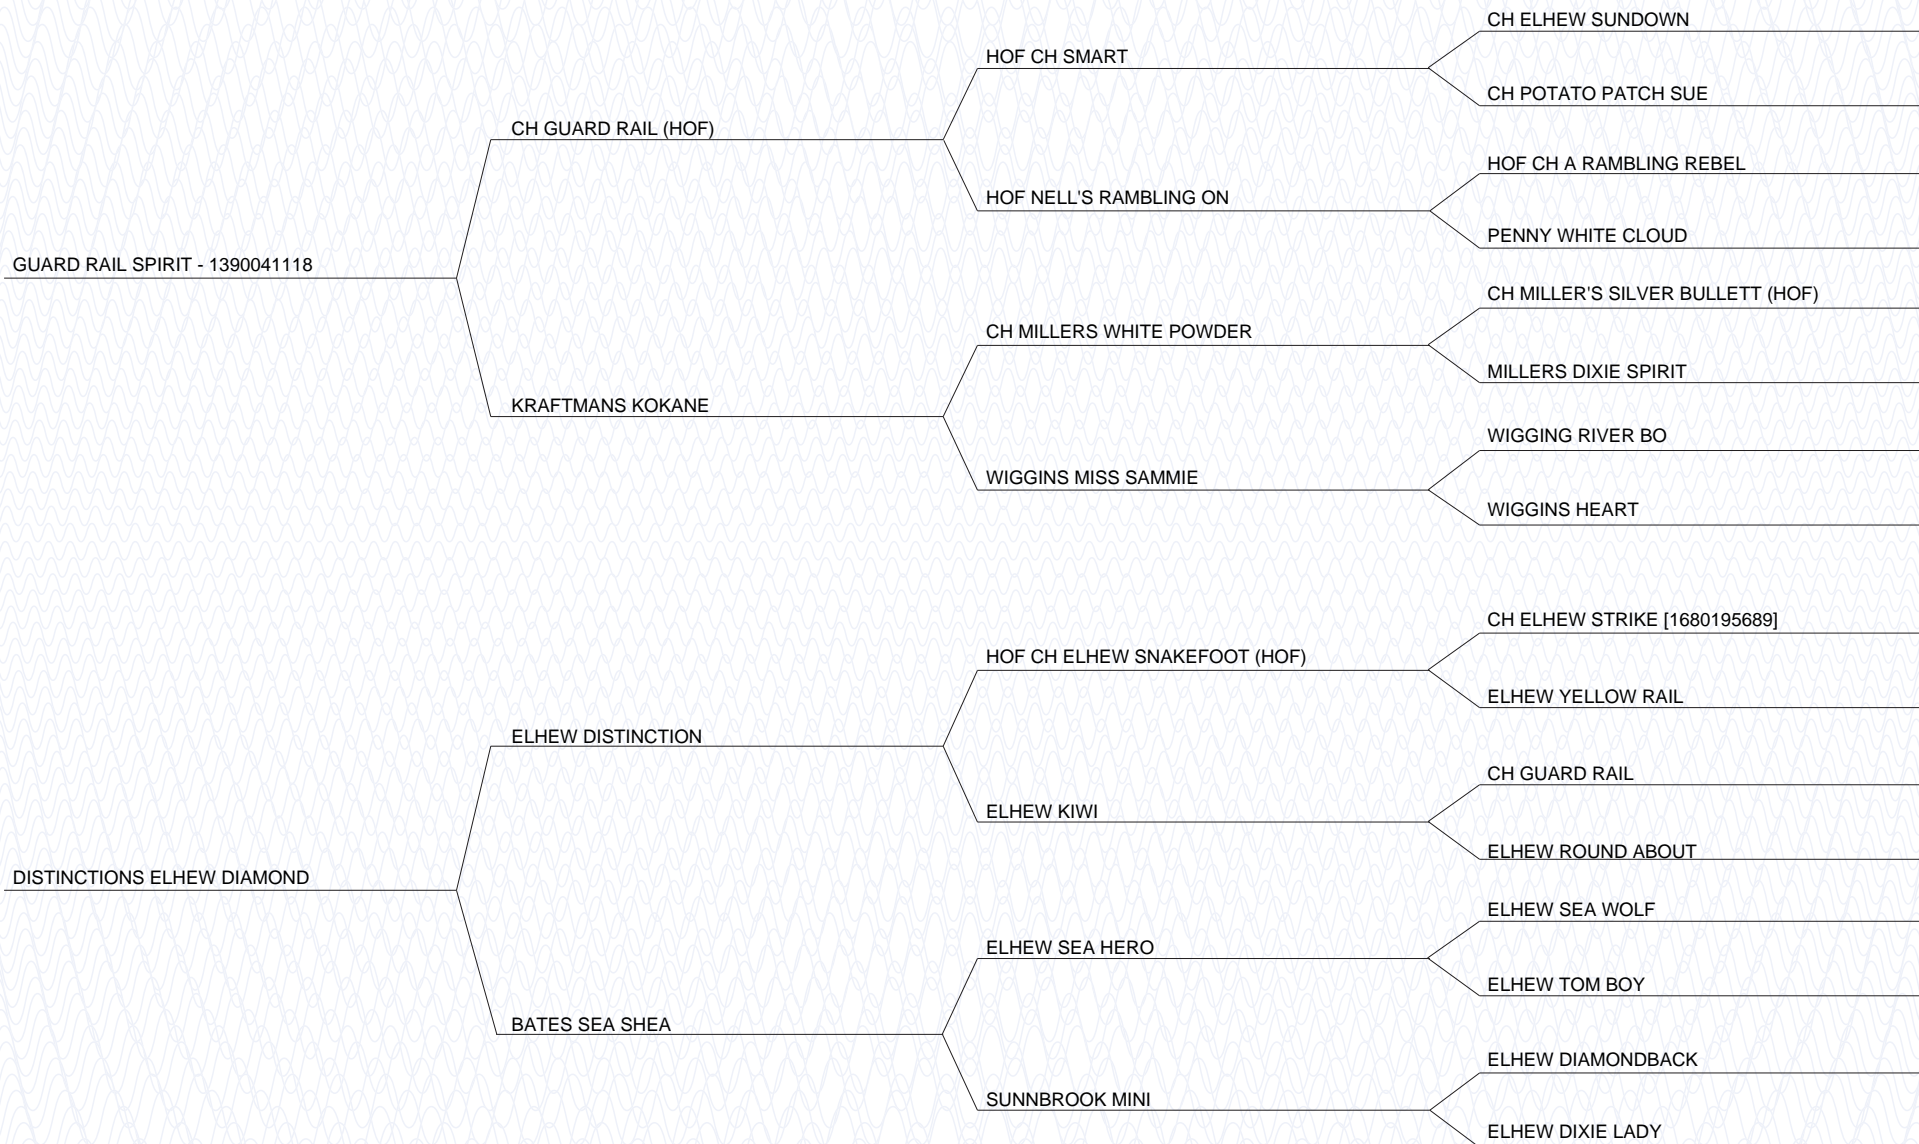 CH ELHEW SUNDOWN
HOF CH SMART
CH POTATO PATCH SUE
CH GUARD RAIL (HOF)
HOF CH A RAMBLING REBEL
HOF NELL'S RAMBLING ON
PENNY WHITE CLOUD
GUARD RAIL SPIRIT - 1390041118
CH MILLER'S SILVER BULLETT (HOF)
CH MILLERS WHITE POWDER
MILLERS DIXIE SPIRIT
KRAFTMANS KOKANE
WIGGING RIVER BO
WIGGINS MISS SAMMIE
WIGGINS HEART
CH ELHEW STRIKE [1680195689]
HOF CH ELHEW SNAKEFOOT (HOF)
ELHEW YELLOW RAIL
ELHEW DISTINCTION
CH GUARD RAIL
ELHEW KIWI
ELHEW ROUND ABOUT
DISTINCTIONS ELHEW DIAMOND
ELHEW SEA WOLF
ELHEW SEA HERO
ELHEW TOM BOY
BATES SEA SHEA
ELHEW DIAMONDBACK
SUNNBROOK MINI
ELHEW DIXIE LADY